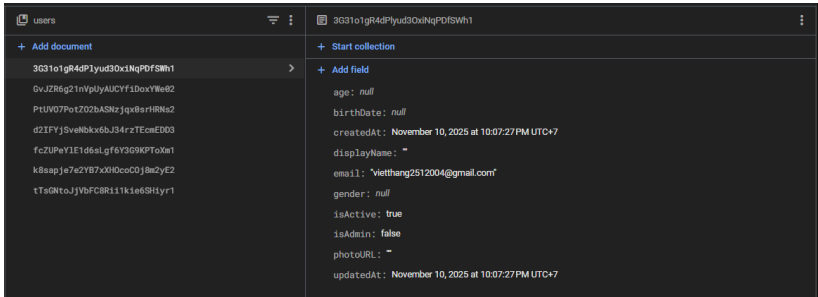 users
+ Add document
3G31o1gR4dPlyud3OxiNqPDfSWh1
GvJZR6g21nVpUyAUCYfiDoxYWe02
PtUVO7PotZO2bASNzjqx0srHRNs2
d2IFYjSveNbkx6bJ34rzTEcmEDD3
fcZUPeYlE1d6sLgf6Y3G9KPToXm1
k8sapje7e2YB7xXHOcoCOj8m2yE2
tTsGNtoJjVbFC8Rii1kie6SHiyr1
3G31o1gR4dPlyud3OxiNqPDfSWh1
+ Start collection
+ Add field
age: null
birthDate: null
createdAt: November 10, 2025 at 10:07:27 PM UTC+7
displayName: ""
email: "vietthang2512004@gmail.com"
gender: null
isActive: true
isAdmin: false
photoURL: ""
updatedAt: November 10, 2025 at 10:07:27 PM UTC+7